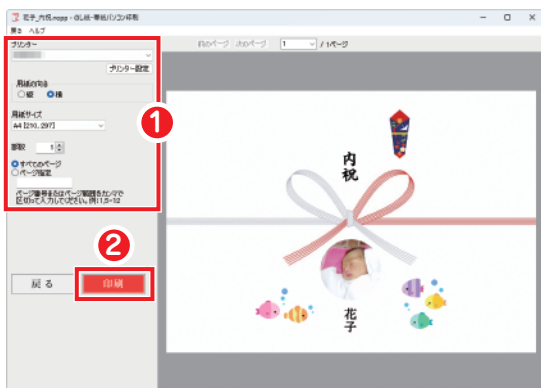 花子_内祝.mopp - のし紙・帯紙パソコン印刷
戻る ヘルプ
プリンター
プリンター設定
用紙の向き
縦 横
用紙サイズ
A4 [210, 297]
部数 1
すべてのページ
ページ指定
ページ番号またはページ範囲をカンマで
区切って入力してください。例)1,5-12
1
2
戻る 印刷
前のページ 次のページ 1 / 1ページ
内祝
花子